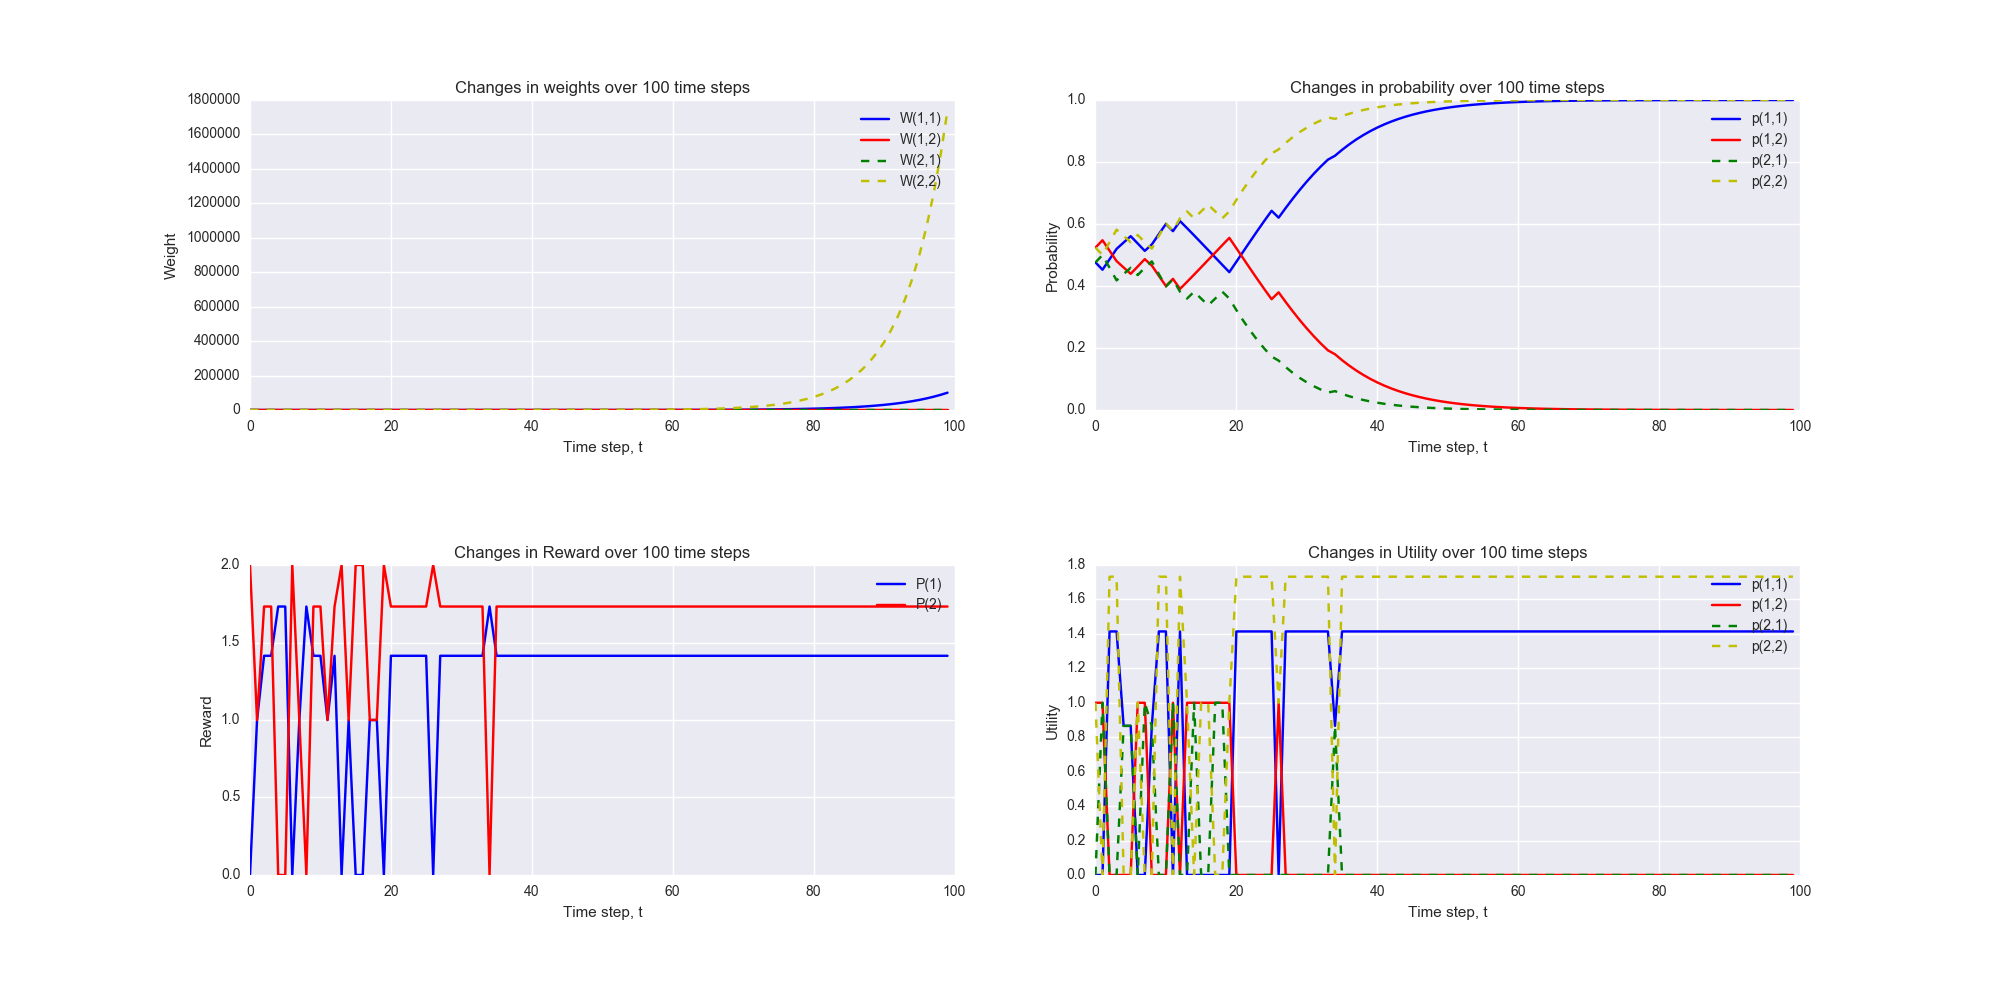 Changes in weights over 100 time steps
1800000
1600000
1400000
1200000
1000000
800000
600000
400000
200000
0
Weight
W(1,1)
W(1,2)
W(2,1)
W(2,2)
0 20 40 60 80 100
Time step, t
Changes in probability over 100 time steps
1.0
0.8
0.6
0.4
0.2
0.0
Probability
p(1,1)
p(1,2)
p(2,1)
p(2,2)
0 20 40 60 80 100
Time step, t
Changes in Reward over 100 time steps
2.0
1.5
1.0
0.5
0.0
Reward
P(1)
P(2)
0 20 40 60 80 100
Time step, t
Changes in Utility over 100 time steps
1.8
1.6
1.4
1.2
1.0
0.8
0.6
0.4
0.2
0.0
Utility
p(1,1)
p(1,2)
p(2,1)
p(2,2)
0 20 40 60 80 100
Time step, t